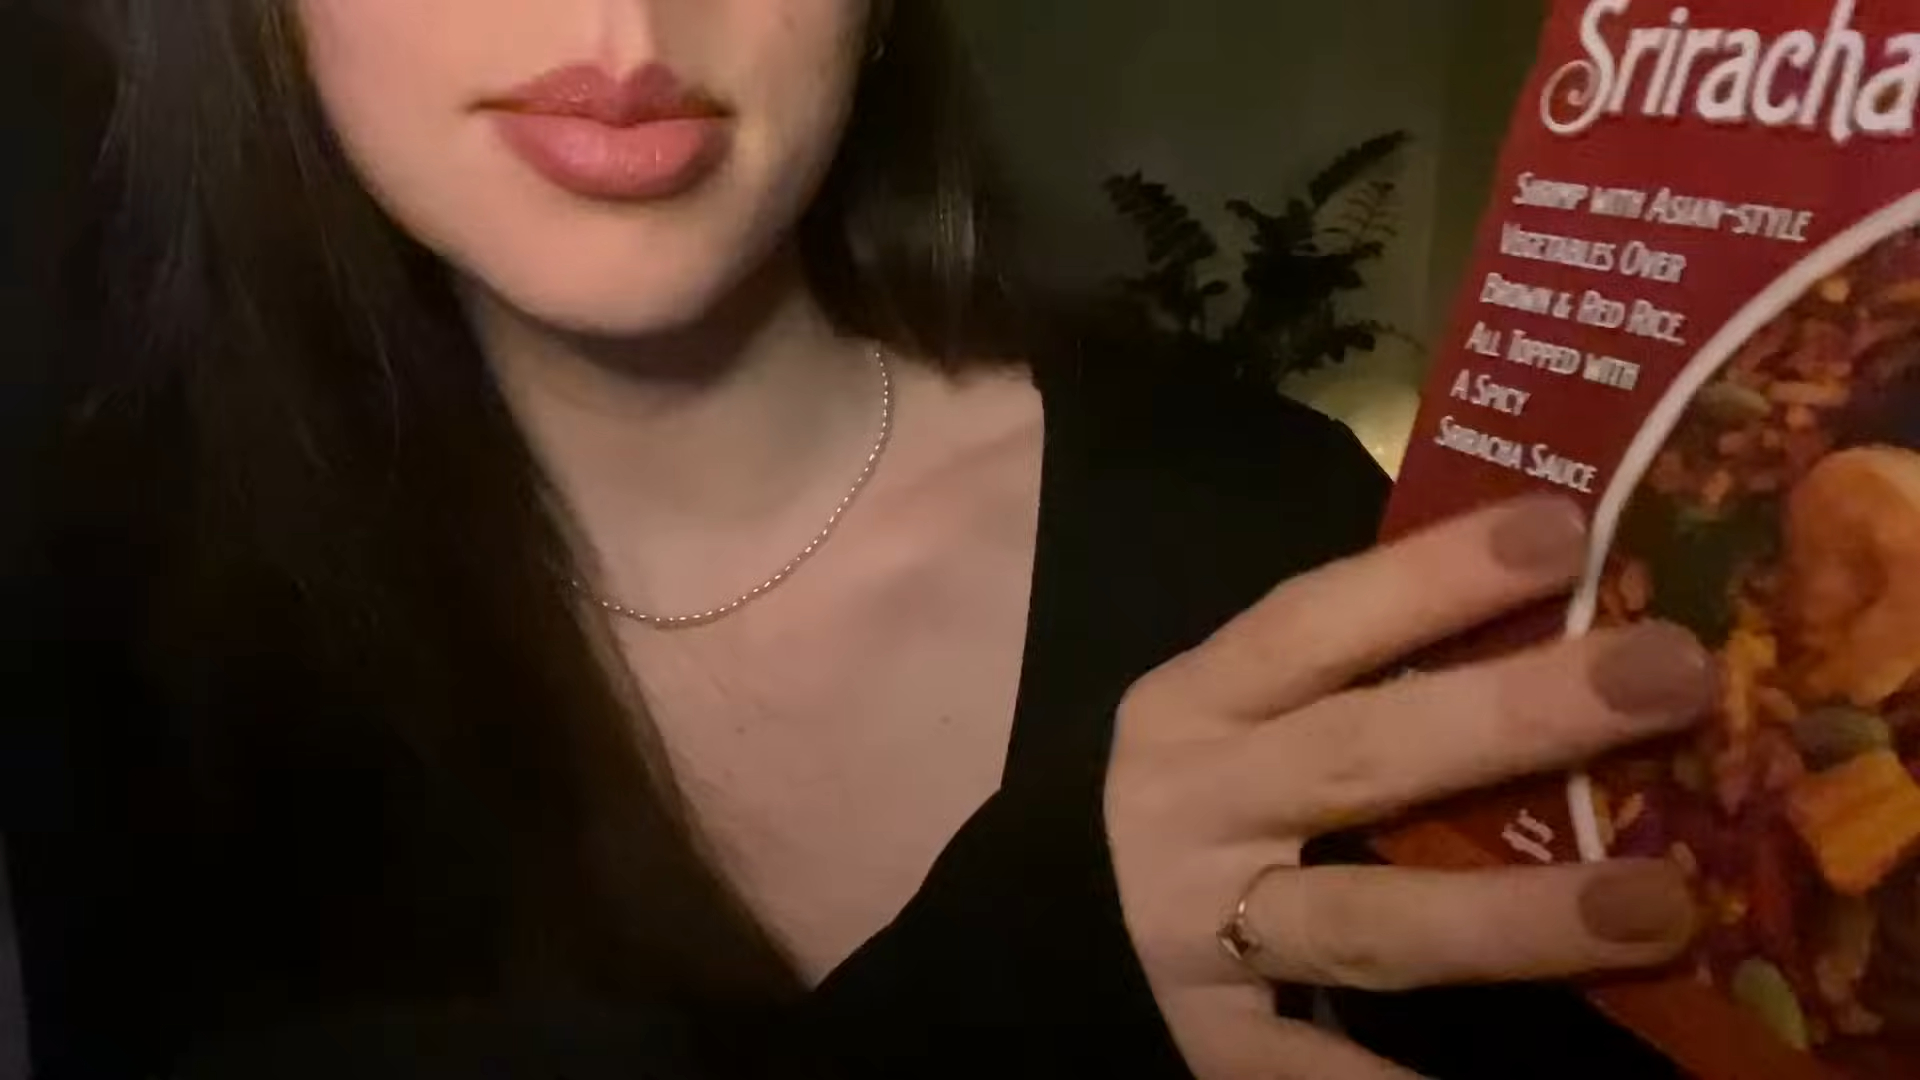 Sriracha
Shrimp with Asian-style
Vegetables Over
Brown & Red Rice,
All Topped with
A Spicy
Sriracha Sauce